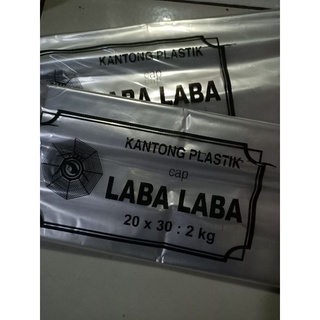 KANTONG PLASTIK
cap
LABA LABA
KANTONG PLASTIK
cap
LABA LABA
20 x 30 : 2 kg